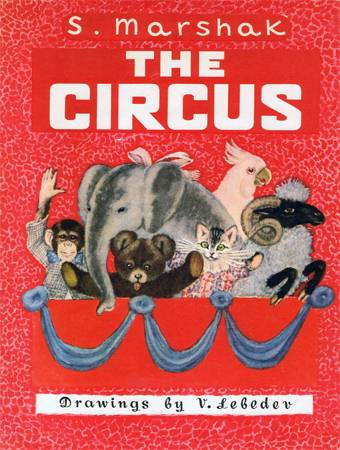 S. Marshak
THE
CIRCUS
Drawings by V. Lebedev